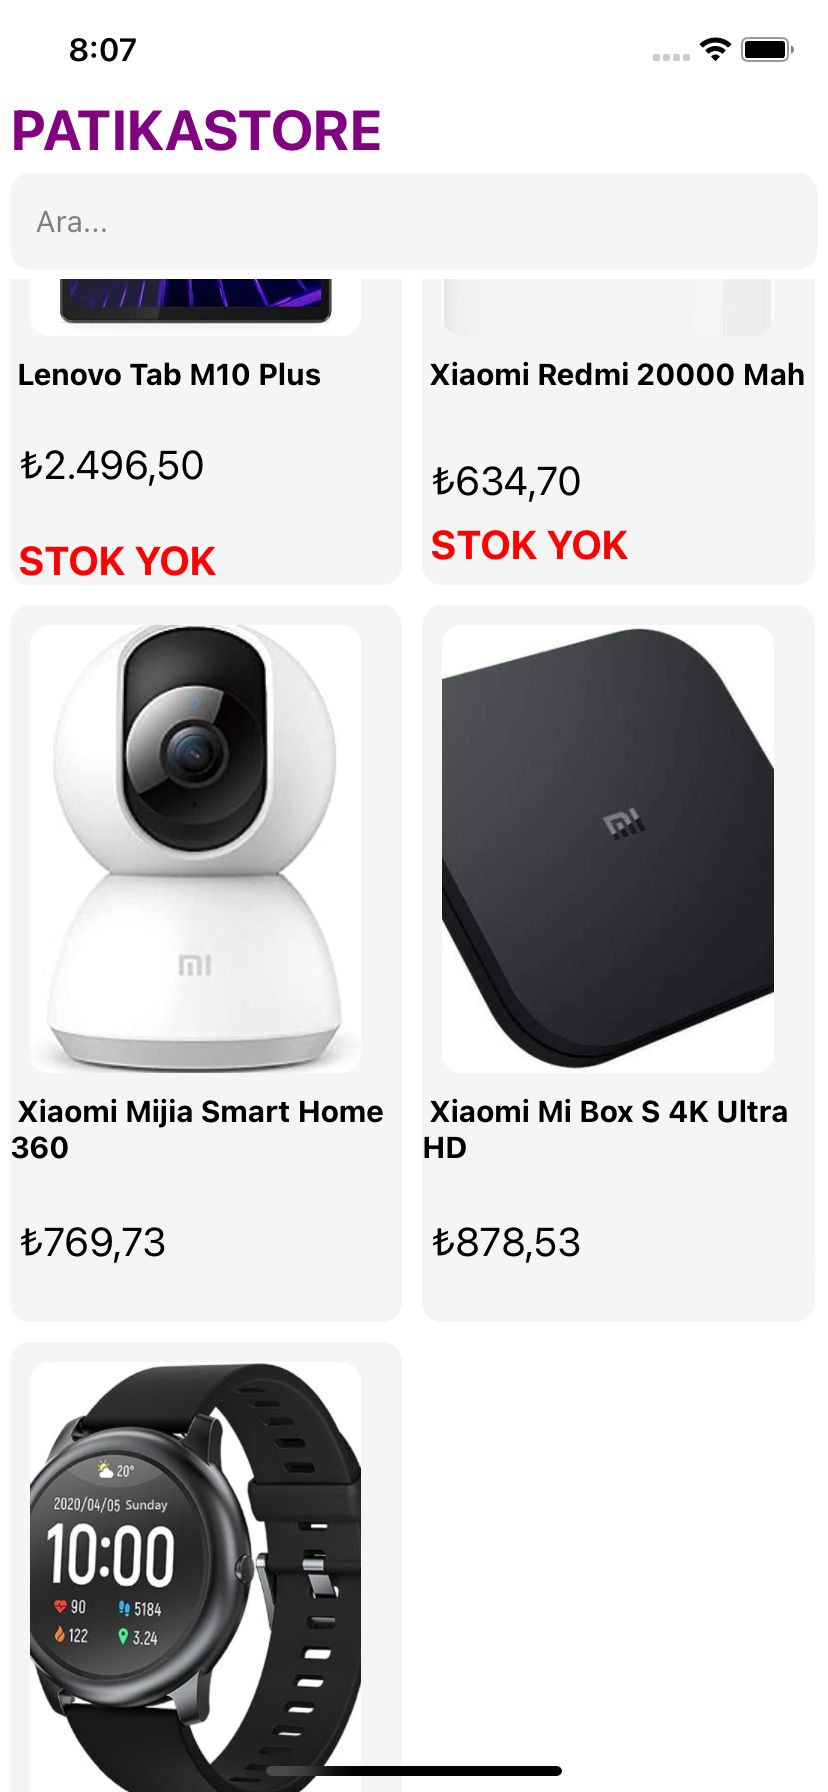 8:07
PATIKASTORE
Ara...
Lenovo Tab M10 Plus
₺2.496,50
STOK YOK
Xiaomi Redmi 20000 Mah
₺634,70
STOK YOK
MI
Xiaomi Mijia Smart Home
360
₺769,73
MI
Xiaomi Mi Box S 4K Ultra
HD
₺878,53
20°
2020/04/05 Sunday
10:00
90 5184
122 3.24